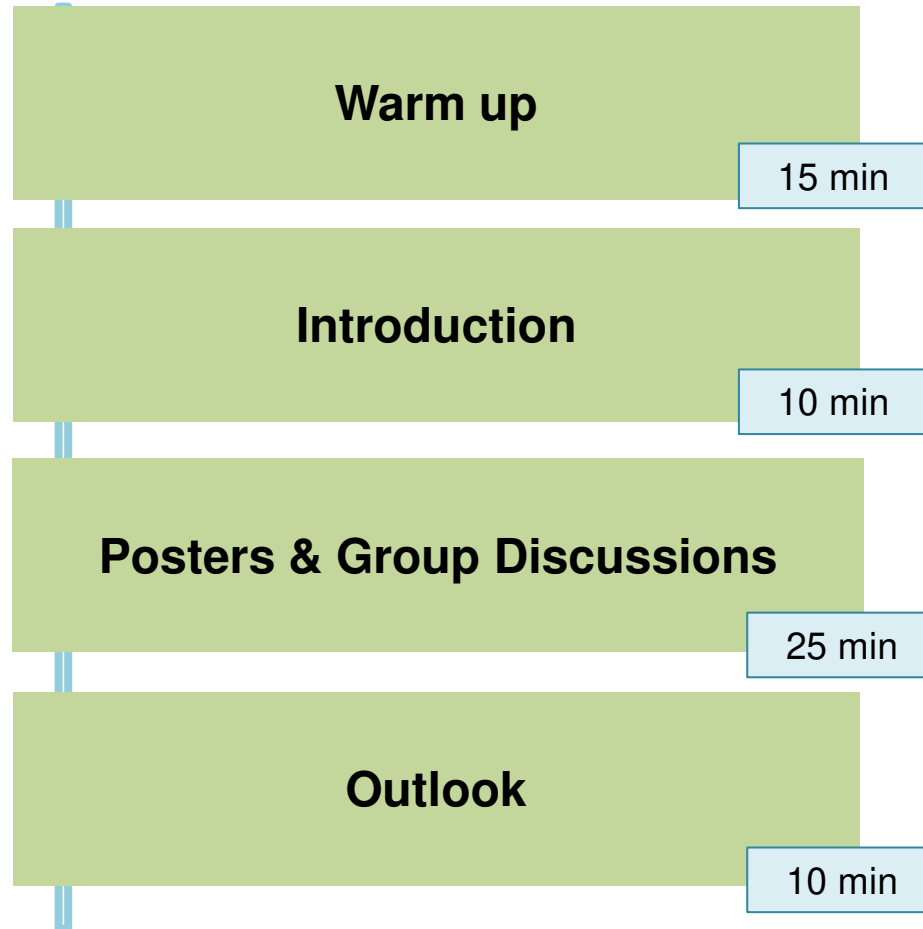 Warm up
15 min
Introduction
10 min
Posters & Group Discussions
25 min
Outlook
10 min